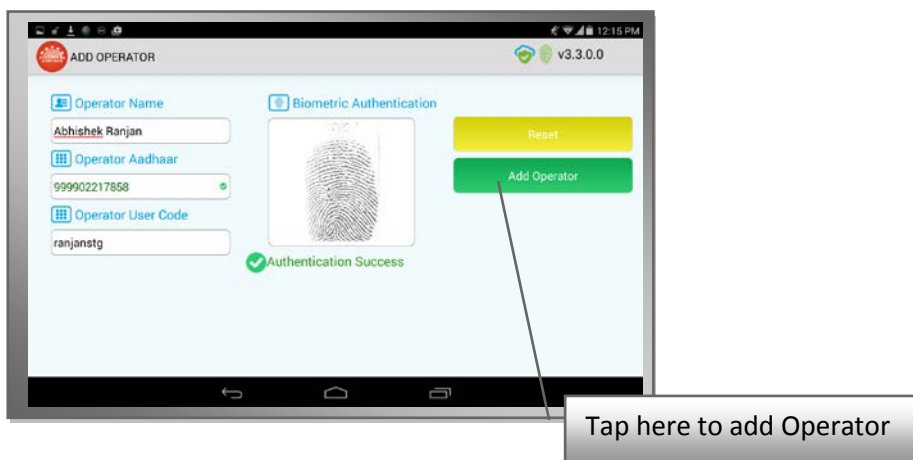 12:15 PM
ADD OPERATOR
v3.3.0.0
Operator Name
Abhishek Ranjan
Operator Aadhaar
999902217858
Operator User Code
ranjanstg
Biometric Authentication
Authentication Success
Reset
Add Operator
Tap here to add Operator